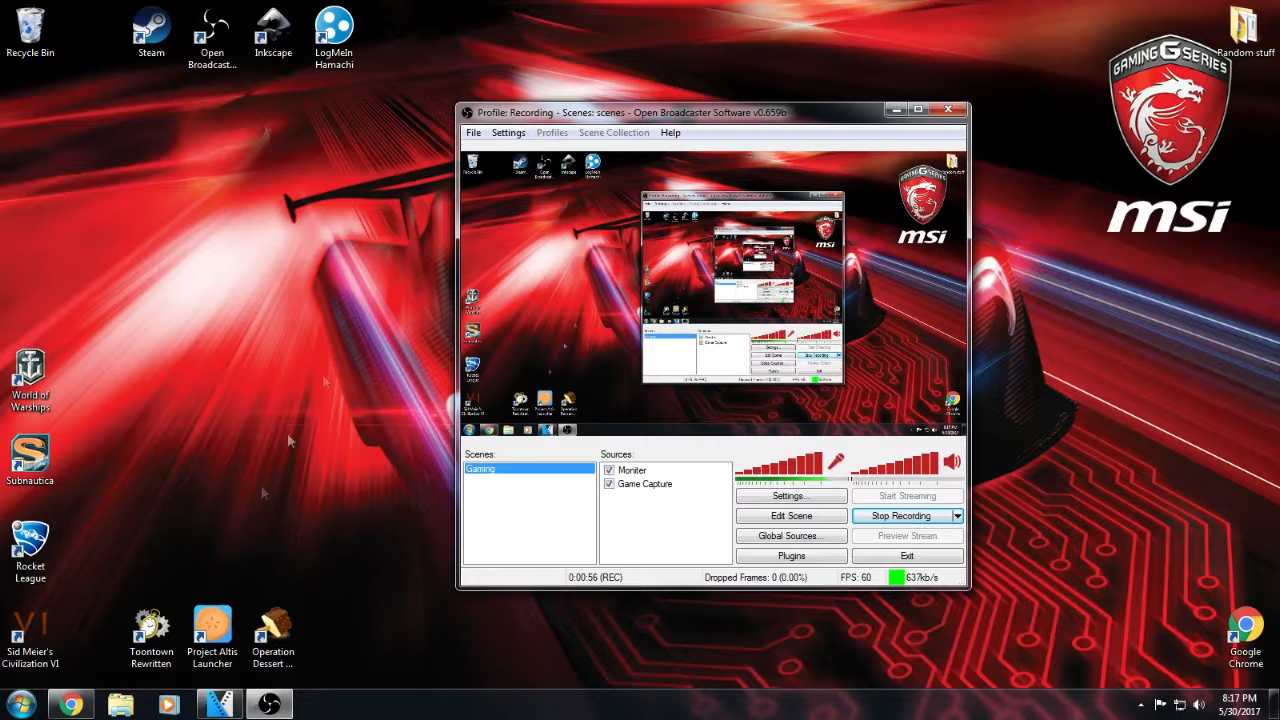 Recycle Bin
Steam
Open
Broadcast...
Inkscape
LogMeIn
Hamachi
Random stuff
GAMING G SERIES
msi
Profile: Recording - Scenes: scenes - Open Broadcaster Software v0.659b
File Settings Profiles Scene Collection Help
msi
msi
Scenes:
Gaming
Sources:
Moniter
Game Capture
Settings...
Start Streaming
Edit Scene
Stop Recording
Global Sources...
Preview Stream
Plugins
Exit
0:00:56 (REC)
Dropped Frames: 0 (0.00%)
FPS: 60
637kb/s
World of
Warships
Subnautica
Rocket
League
VI
Sid Meier's
Civilization VI
Toontown
Rewritten
Project Altis
Launcher
Operation
Dessert ...
Google
Chrome
8:17 PM
5/30/2017